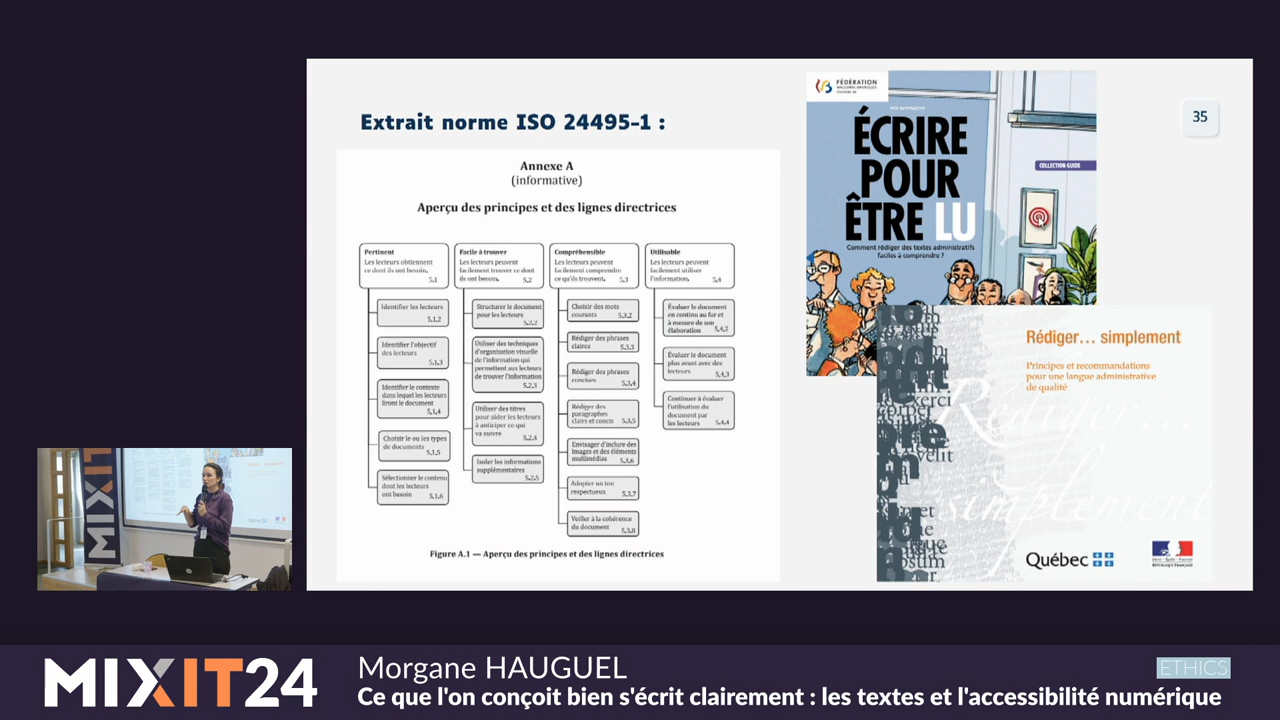 Extrait norme ISO 24495-1 :
35
Annexe A
(informative)
Aperçu des principes et des lignes directrices
Pertinent
Les lecteurs obtiennent
ce dont ils ont besoin.
5.1
Identifier les lecteurs
5.1.2
Identifier l'objectif
des lecteurs
5.1.3
Identifier le contexte
dans lequel les lecteurs
liront le document
5.1.4
Choisir le ou les types
de documents
5.1.5
Sélectionner le contenu
dont les lecteurs
ont besoin
5.1.6
Facile à trouver
Les lecteurs peuvent
facilement trouver ce dont
ils ont besoin.
5.2
Structurer le document
pour les lecteurs
5.2.2
Utiliser des techniques
d'organisation visuelle
de l'information qui
permettent aux lecteurs
de trouver l'information
5.2.3
Utiliser des titres
pour aider les lecteurs
à anticiper ce qui
va suivre
5.2.4
Isoler les informations
supplémentaires
5.2.5
Compréhensible
Les lecteurs peuvent
facilement comprendre
ce qu'ils trouvent.
5.3
Choisir des mots
courants
5.3.2
Rédiger des phrases
claires
5.3.3
Rédiger des phrases
concises
5.3.4
Rédiger des
paragraphes
clairs et concis
5.3.5
Envisager d'inclure des
images et des éléments
multimédias
5.3.6
Adopter un ton
respectueux
5.3.7
Veiller à la cohérence
du document
5.3.8
Utilisable
Les lecteurs peuvent
facilement utiliser
l'information.
5.4
Évaluer le document
en continu au fur et
à mesure de son
élaboration
5.4.2
Évaluer le document
plus avant avec des
lecteurs
5.4.3
Continuer à évaluer
l'utilisation du
document par
les lecteurs
5.4.4
Figure A.1 — Aperçu des principes et des lignes directrices
FÉDÉRATION
WALLONIE-BRUXELLES
ÉCRIRE
POUR
ÊTRE LU
Comment rédiger des textes administratifs
faciles à comprendre ?
COLLECTION GUIDE
Rédiger… simplement
Principes et recommandations
pour une langue administrative
de qualité
Rédiger...
simplement
Québec
RÉPUBLIQUE FRANÇAISE
MIXIT
MIXIT24
Morgane HAUGUEL
ETHICS
Ce que l'on conçoit bien s'écrit clairement : les textes et l'accessibilité numérique